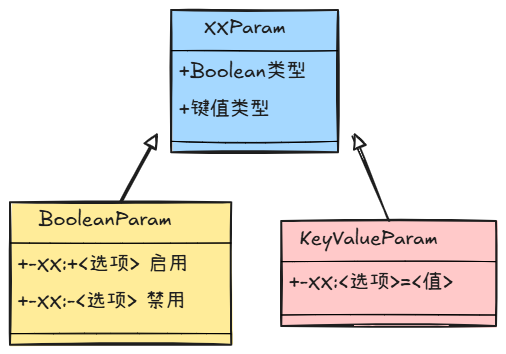 XXParam
+Boolean类型
+键值类型
BooleanParam
+-XX:+<选项> 启用
+-XX:-<选项> 禁用
KeyValueParam
+-XX:<选项>=<值>